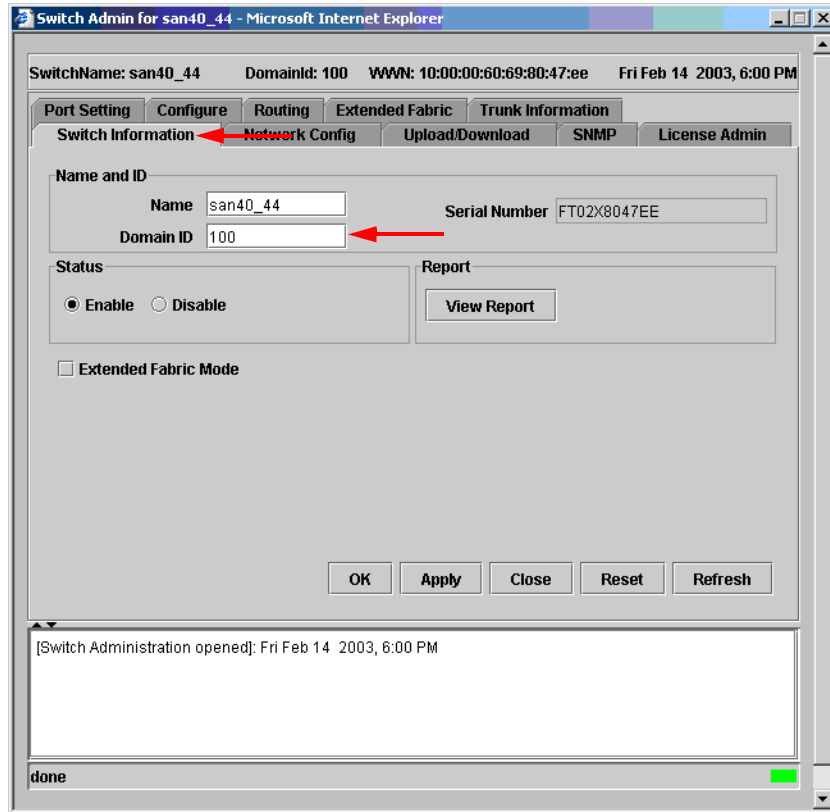 Switch Admin for san40_44 - Microsoft Internet Explorer
SwitchName: san40_44 DomainId: 100 WWN: 10:00:00:60:69:80:47:ee Fri Feb 14 2003, 6:00 PM
Port Setting Configure Routing Extended Fabric Trunk Information
Switch Information Network Config Upload/Download SNMP License Admin
Name and ID
Name san40_44 Serial Number FT02X8047EE
Domain ID 100
Status Report
Enable Disable View Report
Extended Fabric Mode
OK Apply Close Reset Refresh
[Switch Administration opened]: Fri Feb 14 2003, 6:00 PM
done